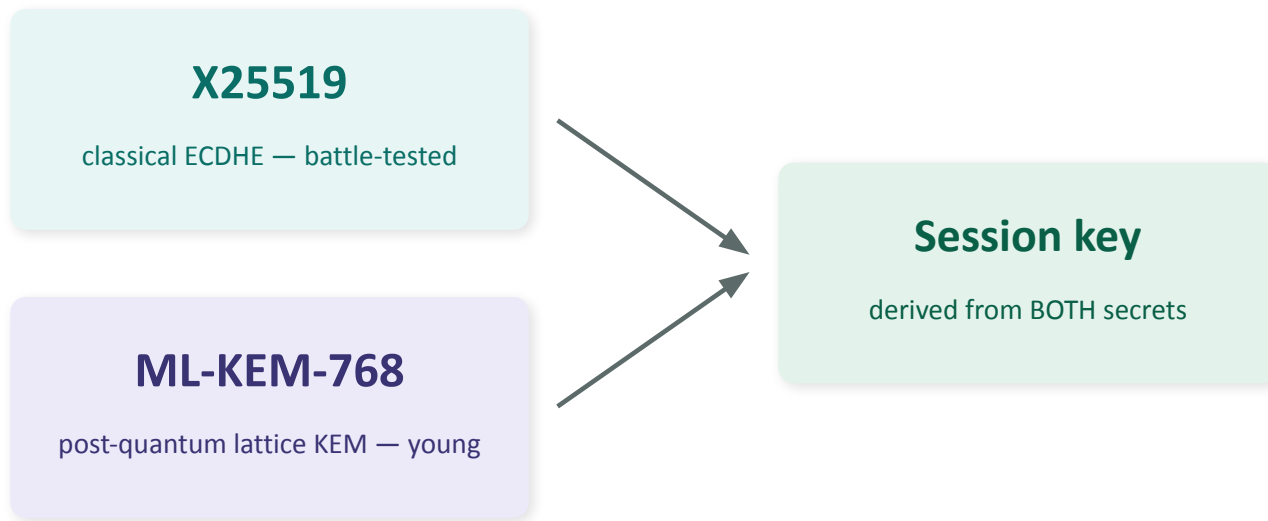 X25519
classical ECDHE — battle-tested
ML-KEM-768
post-quantum lattice KEM — young
Session key
derived from BOTH secrets